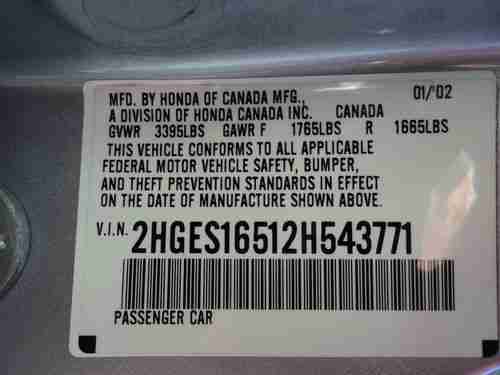 MFD. BY HONDA OF CANADA MFG., 01/'02
A DIVISION OF HONDA CANADA INC. CANADA
GVWR 3395LBS GAWR F 1765LBS R 1665LBS
THIS VEHICLE CONFORMS TO ALL APPLICABLE
FEDERAL MOTOR VEHICLE SAFETY, BUMPER,
AND THEFT PREVENTION STANDARDS IN EFFECT
ON THE DATE OF MANUFACTURE SHOWN ABOVE.
V.I.N. 2HGES16512H543771
PASSENGER CAR